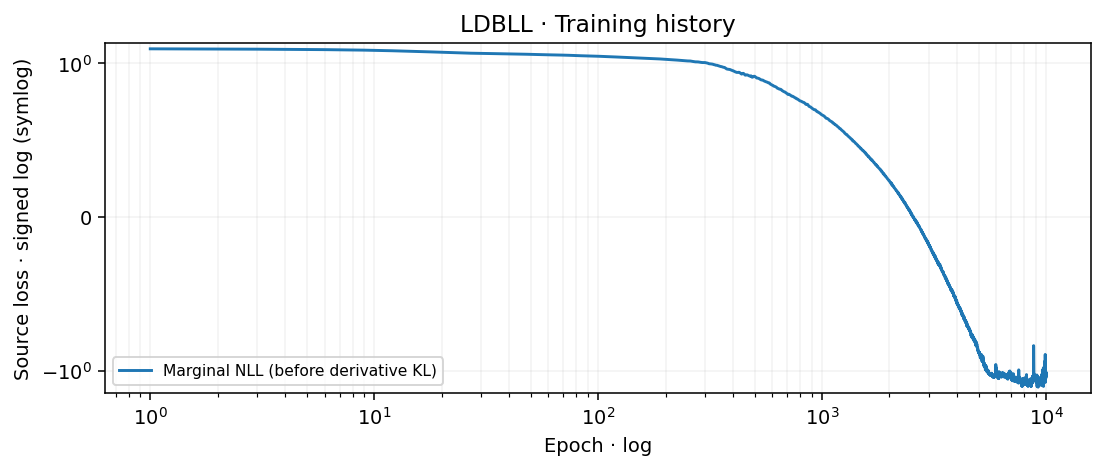 LDBLL · Training history
Source loss · signed log (symlog)
10⁰
0
−10⁰
Marginal NLL (before derivative KL)
10⁰
10¹
10²
10³
10⁴
Epoch · log